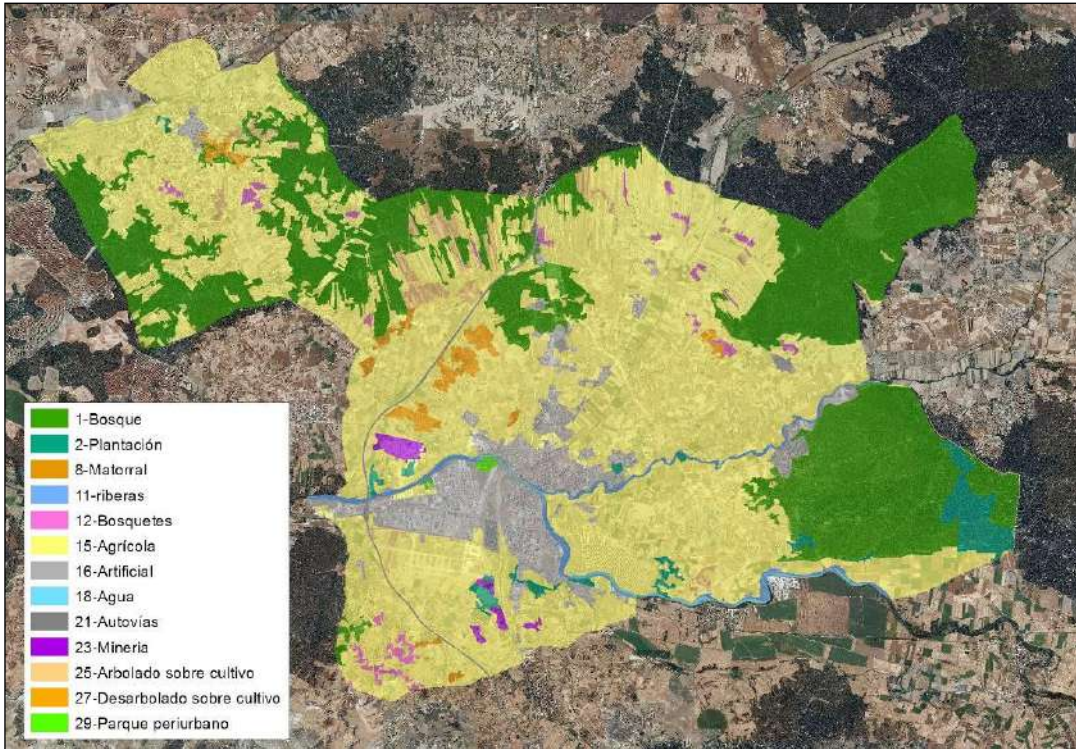 1-Bosque
2-Plantación
8-Matorral
11-riberas
12-Bosquetes
15-Agrícola
16-Artificial
18-Agua
21-Autovías
23-Mineria
25-Arbolado sobre cultivo
27-Desarbolado sobre cultivo
29-Parque periurbano